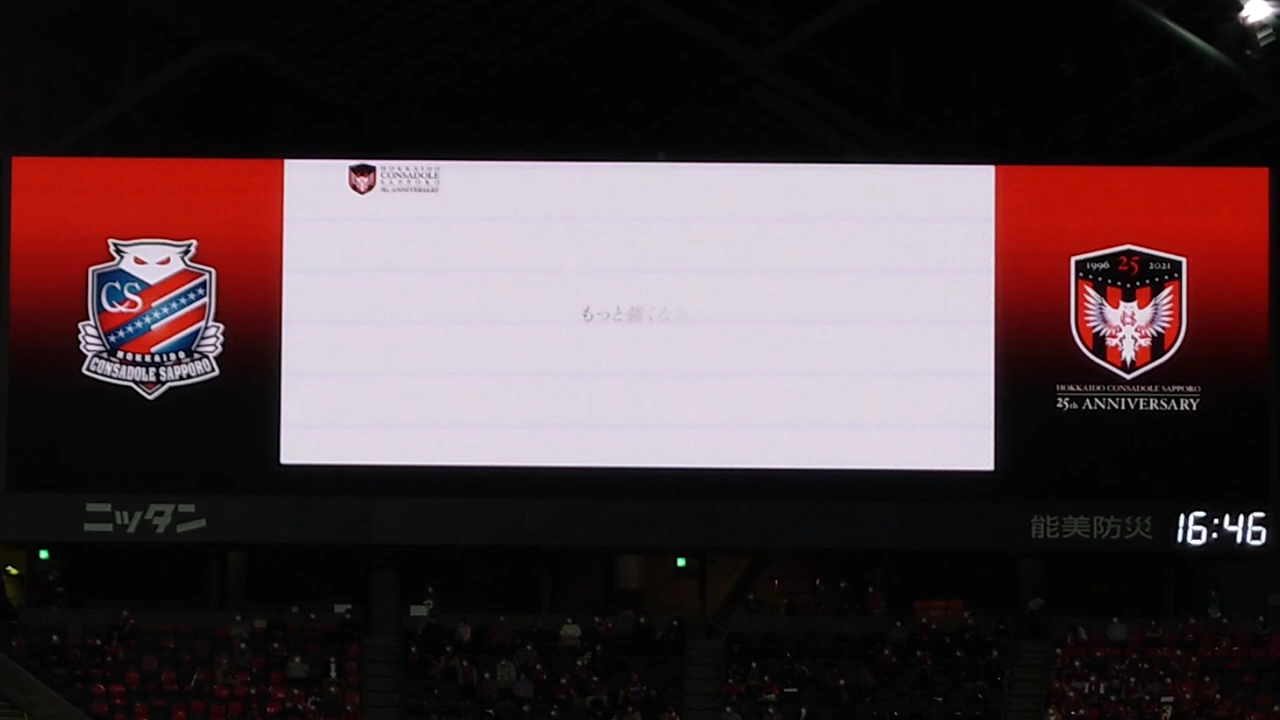 HOKKAIDO
CONSADOLE
SAPPORO
ANNIVERSARY
もっと強くなる
CS
HOKKAIDO
CONSADOLE SAPPORO
1996 25 2021
HOKKAIDO CONSADOLE SAPPORO
25th ANNIVERSARY
ニッタン
能美防災 16:46